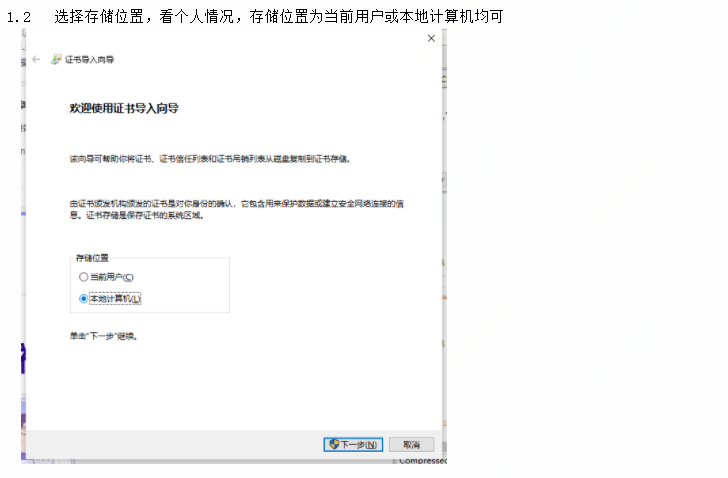 1.2 选择存储位置，看个人情况，存储位置为当前用户或本地计算机均可
证书导入向导
欢迎使用证书导入向导
该向导可帮助你将证书、证书信任列表和证书吊销列表从磁盘复制到证书存储。
由证书颁发机构颁发的证书是对你身份的确认，它包含用来保护数据或建立安全网络连接的信
息。证书存储是保存证书的系统区域。
存储位置
当前用户(C)
本地计算机(L)
单击"下一步"继续。
下一步(N)
取消
Compressed